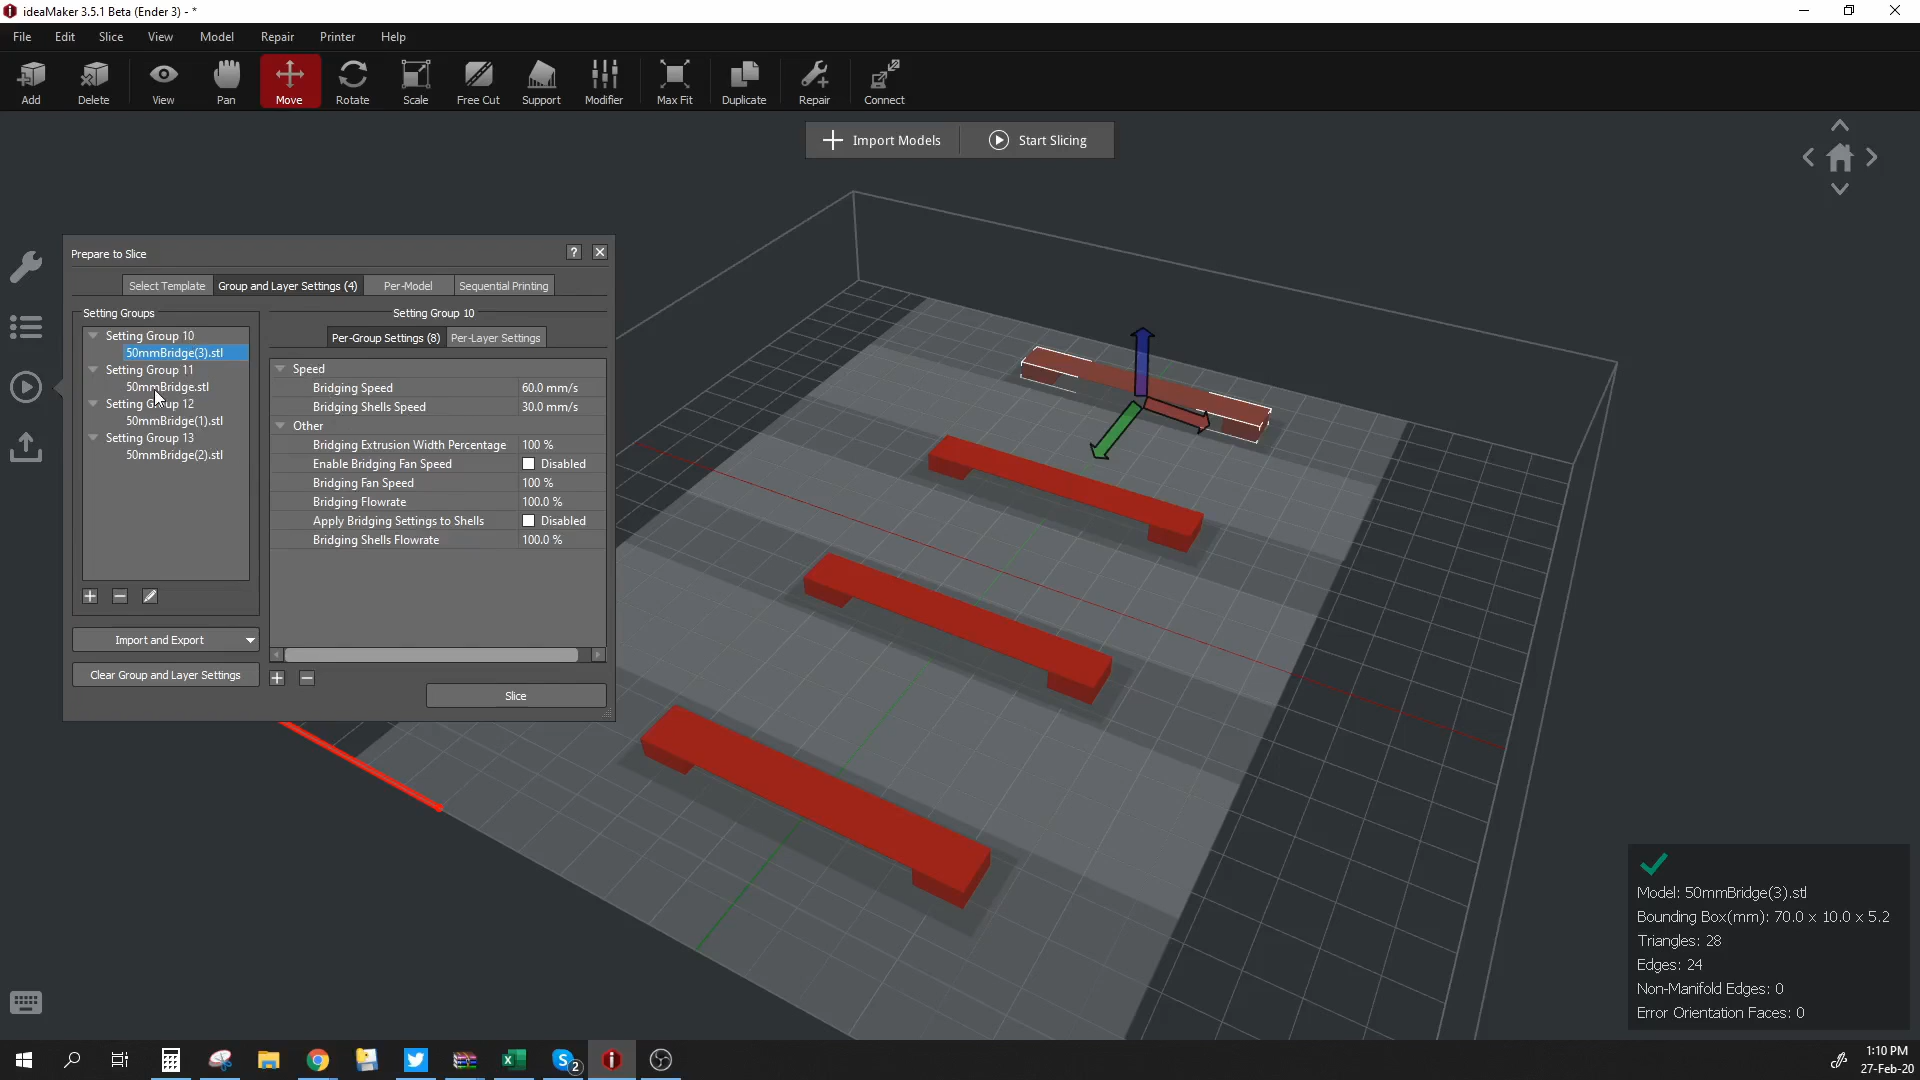 ideaMaker 3.5.1 Beta (Ender 3) - *
File Edit Slice View Model Repair Printer Help
Add Delete View Pan Move Rotate Scale Free Cut Support Modifier Max Fit Duplicate Repair Connect
Import Models Start Slicing
Prepare to Slice ?
Select Template Group and Layer Settings (4) Per-Model Sequential Printing
Setting Groups
Setting Group 10
50mmBridge(3).stl
Setting Group 11
50mmBridge.stl
Setting Group 12
50mmBridge(1).stl
Setting Group 13
50mmBridge(2).stl
Import and Export
Clear Group and Layer Settings
Setting Group 10
Per-Group Settings (8) Per-Layer Settings
Speed
Bridging Speed 60.0 mm/s
Bridging Shells Speed 30.0 mm/s
Other
Bridging Extrusion Width Percentage 100 %
Enable Bridging Fan Speed Disabled
Bridging Fan Speed 100 %
Bridging Flowrate 100.0 %
Apply Bridging Settings to Shells Disabled
Bridging Shells Flowrate 100.0 %
Slice
Model: 50mmBridge(3).stl
Bounding Box(mm): 70.0 x 10.0 x 5.2
Triangles: 28
Edges: 24
Non-Manifold Edges: 0
Error Orientation Faces: 0
S 2
1:10 PM
27-Feb-20